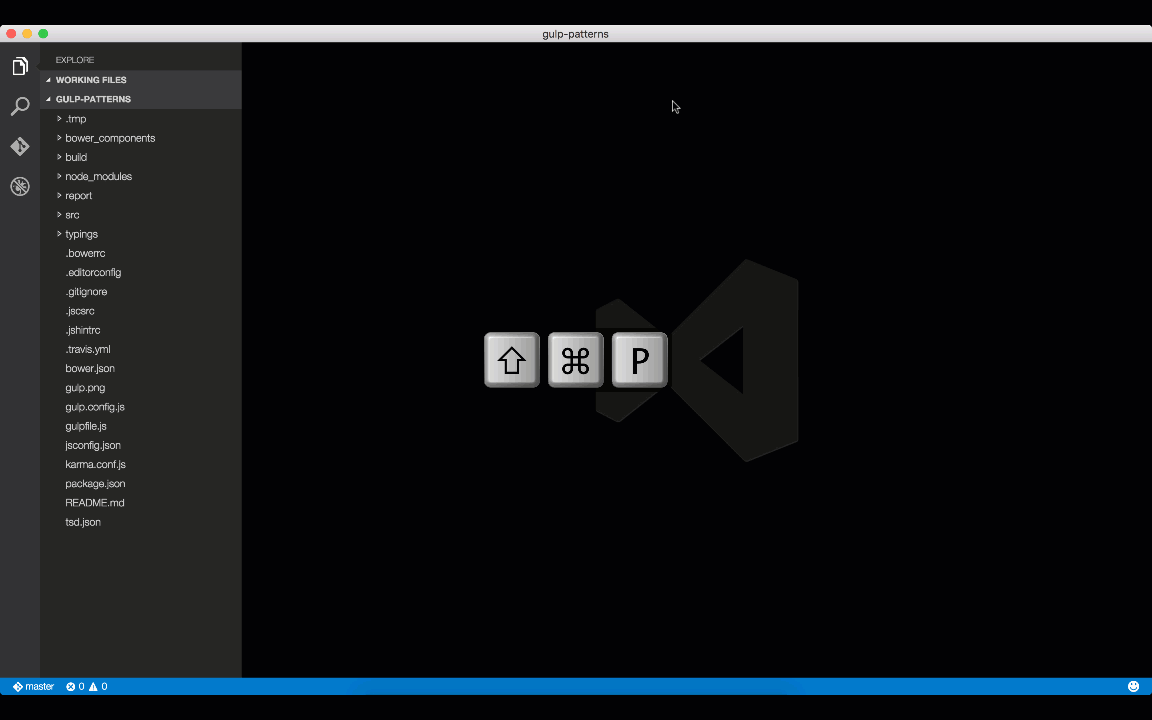 gulp-patterns
EXPLORE
WORKING FILES
GULP-PATTERNS
.tmp
bower_components
build
node_modules
report
src
typings
.bowerrc
.editorconfig
.gitignore
.jscsrc
.jshintrc
.travis.yml
bower.json
gulp.png
gulp.config.js
gulpfile.js
jsconfig.json
karma.conf.js
package.json
README.md
tsd.json
⇧ ⌘ P
master 0 0